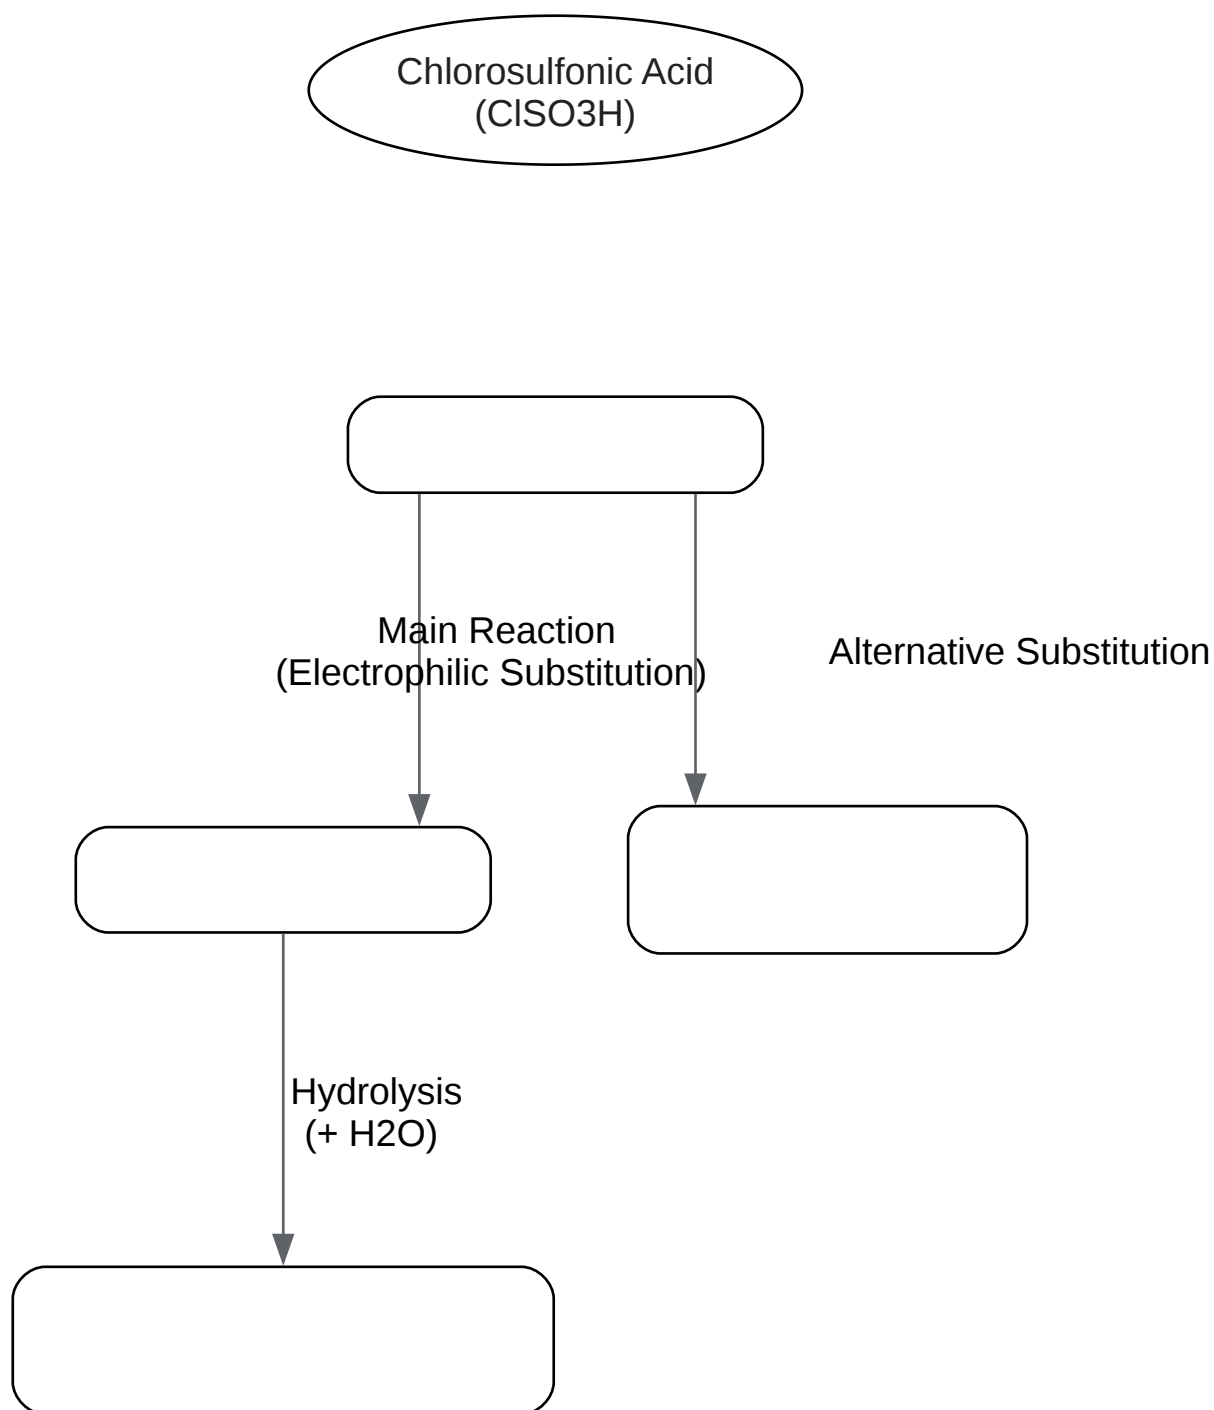 Chlorosulfonic Acid
(ClSO3H)
Main Reaction
(Electrophilic Substitution)
Alternative Substitution
Hydrolysis
(+ H2O)